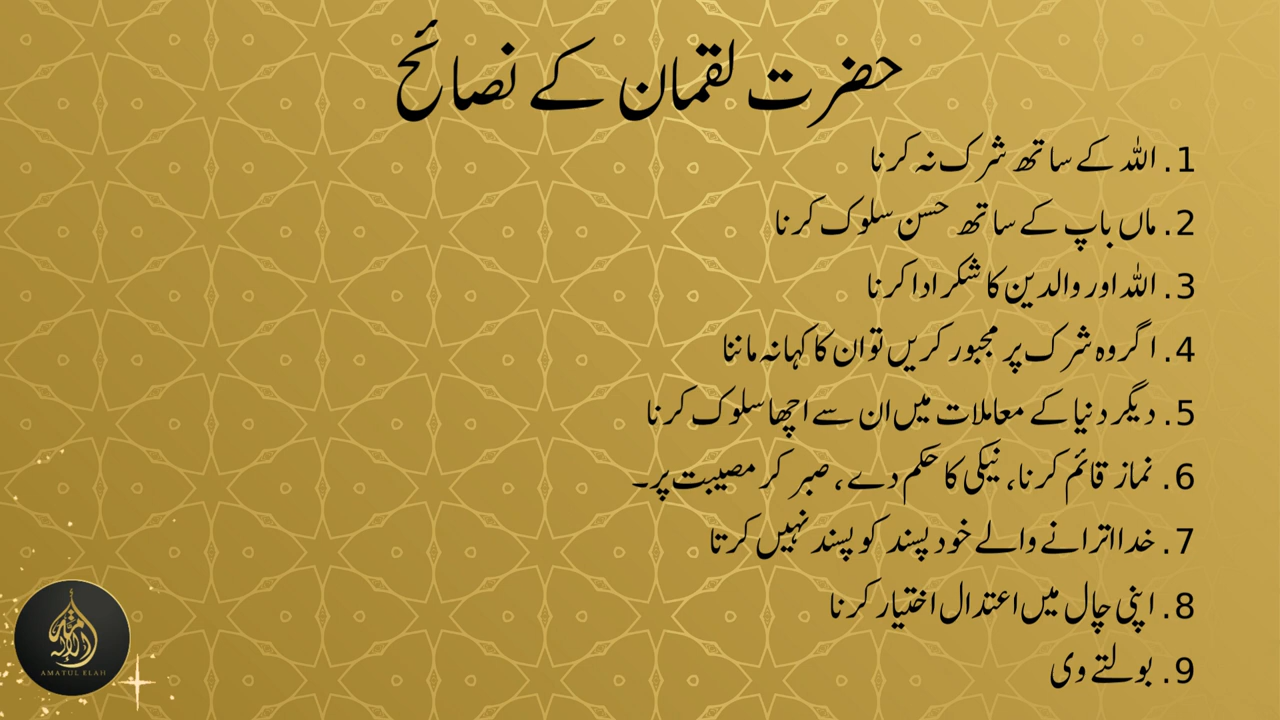 حضرت لقمان کے نصائح
1. اللہ کے ساتھ شرک نہ کرنا
2. ماں باپ کے ساتھ حسن سلوک کرنا
3. اللہ اور والدین کا شکر ادا کرنا
4. اگر وہ شرک پر مجبور کریں تو ان کا کہا نہ ماننا
5. دیگر دنیا کے معاملات میں ان سے اچھا سلوک کرنا
6. نماز قائم کرنا، نیکی کا حکم دے، صبر کر مصیبت پر۔
7. خدا اترانے والے خود پسند کو پسند نہیں کرتا
8. اپنی چال میں اعتدال اختیار کرنا
9. بولتے وی
AMATUL ELAH